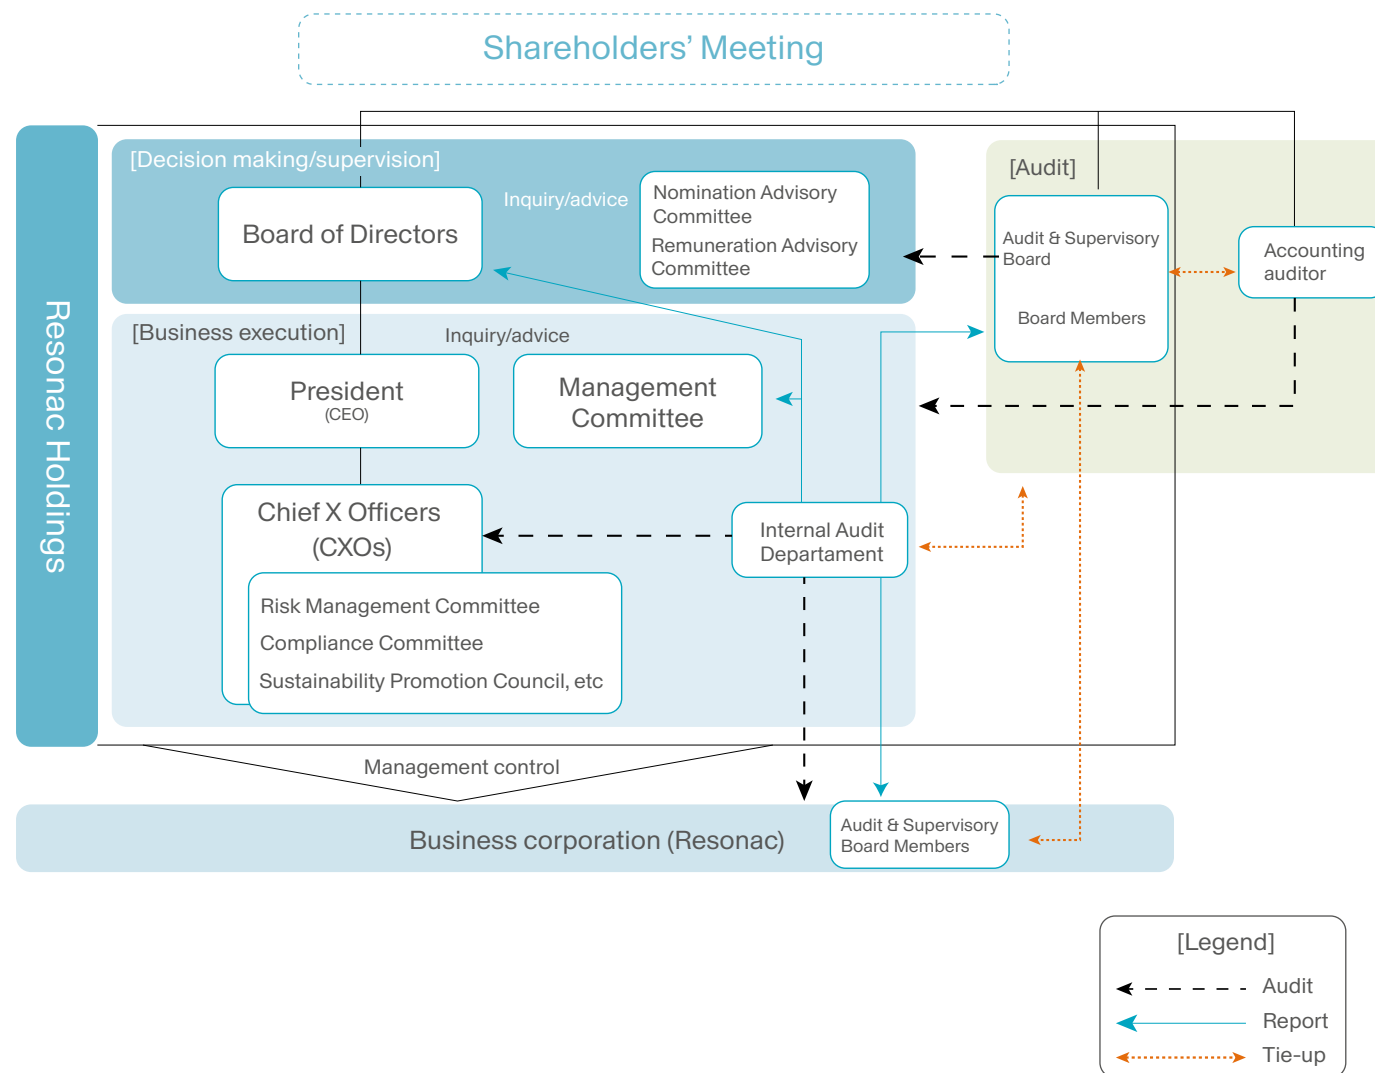 Shareholders’ Meeting
Resonac Holdings
[Decision making/supervision]
Board of Directors
Inquiry/advice
Nomination Advisory
Committee
Remuneration Advisory
Committee
[Audit]
Audit & Supervisory
Board
Board Members
Accounting
auditor
[Business execution]
Inquiry/advice
President
(CEO)
Management
Committee
Chief X Officers
(CXOs)
Internal Audit
Departament
Risk Management Committee
Compliance Committee
Sustainability Promotion Council, etc
Management control
Business corporation (Resonac)
Audit & Supervisory
Board Members
[Legend]
Audit
Report
Tie-up